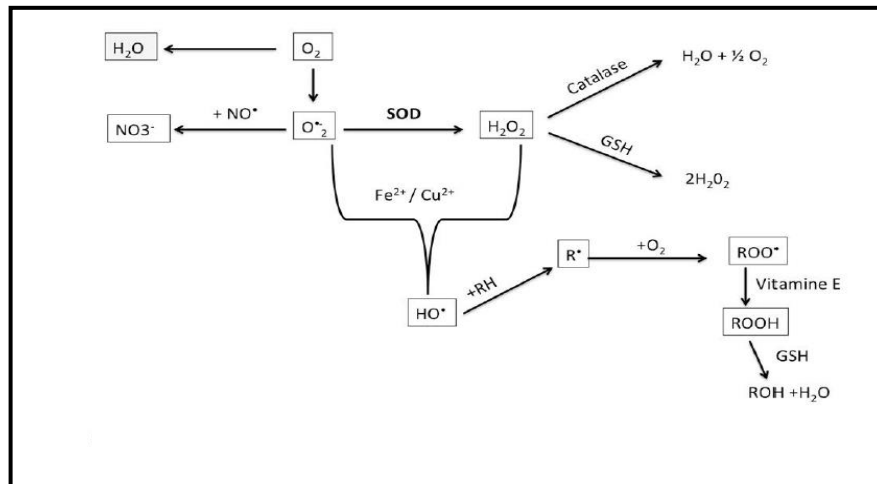 H₂O
O₂
Catalase
H₂O + ½ O₂
+ NO•
SOD
NO3-
O•-₂
H₂O₂
GSH
2H₂0₂
Fe²⁺ / Cu²⁺
+O₂
R•
ROO•
+RH
Vitamine E
HO•
ROOH
GSH
ROH +H₂O